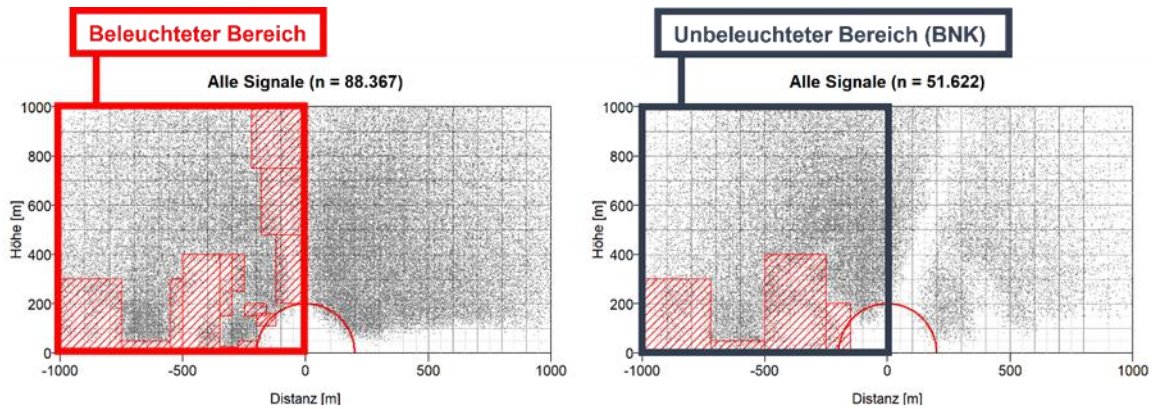 Beleuchteter Bereich
Alle Signale (n = 88.367)
1000
800
600
400
200
0
Höhe [m]
-1000 -500 0 500 1000
Distanz [m]
Unbeleuchteter Bereich (BNK)
Alle Signale (n = 51.622)
1000
800
600
400
200
0
Höhe [m]
-1000 -500 0 500 1000
Distanz [m]